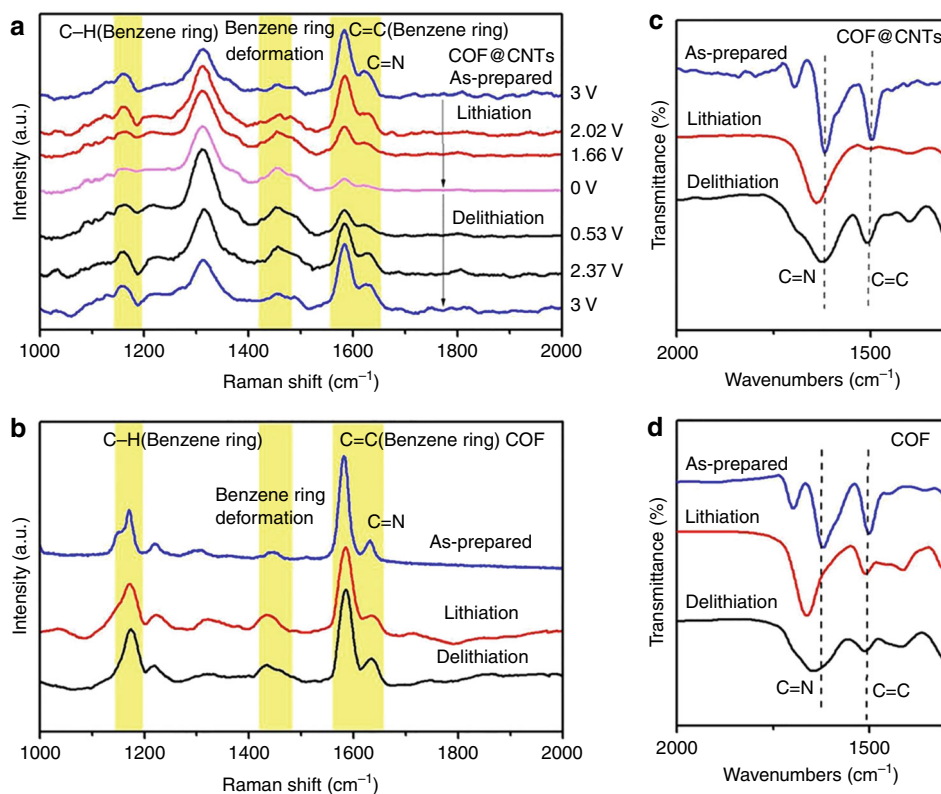 a
C–H(Benzene ring)
Benzene ring
deformation
C=C(Benzene ring)
C=N
COF@CNTs
As-prepared
3 V
Lithiation
2.02 V
1.66 V
0 V
Delithiation
0.53 V
2.37 V
3 V
Intensity (a.u.)
1000 1200 1400 1600 1800 2000
Raman shift (cm⁻¹)
b
C–H(Benzene ring)
Benzene ring
deformation
C=C(Benzene ring) COF
C=N
As-prepared
Lithiation
Delithiation
Intensity (a.u.)
1000 1200 1400 1600 1800 2000
Raman shift (cm⁻¹)
c
As-prepared
COF@CNTs
Lithiation
Delithiation
C=N
C=C
Transmittance (%)
2000 1500
Wavenumbers (cm⁻¹)
d
COF
As-prepared
Lithiation
Delithiation
C=N
C=C
Transmittance (%)
2000 1500
Wavenumbers (cm⁻¹)